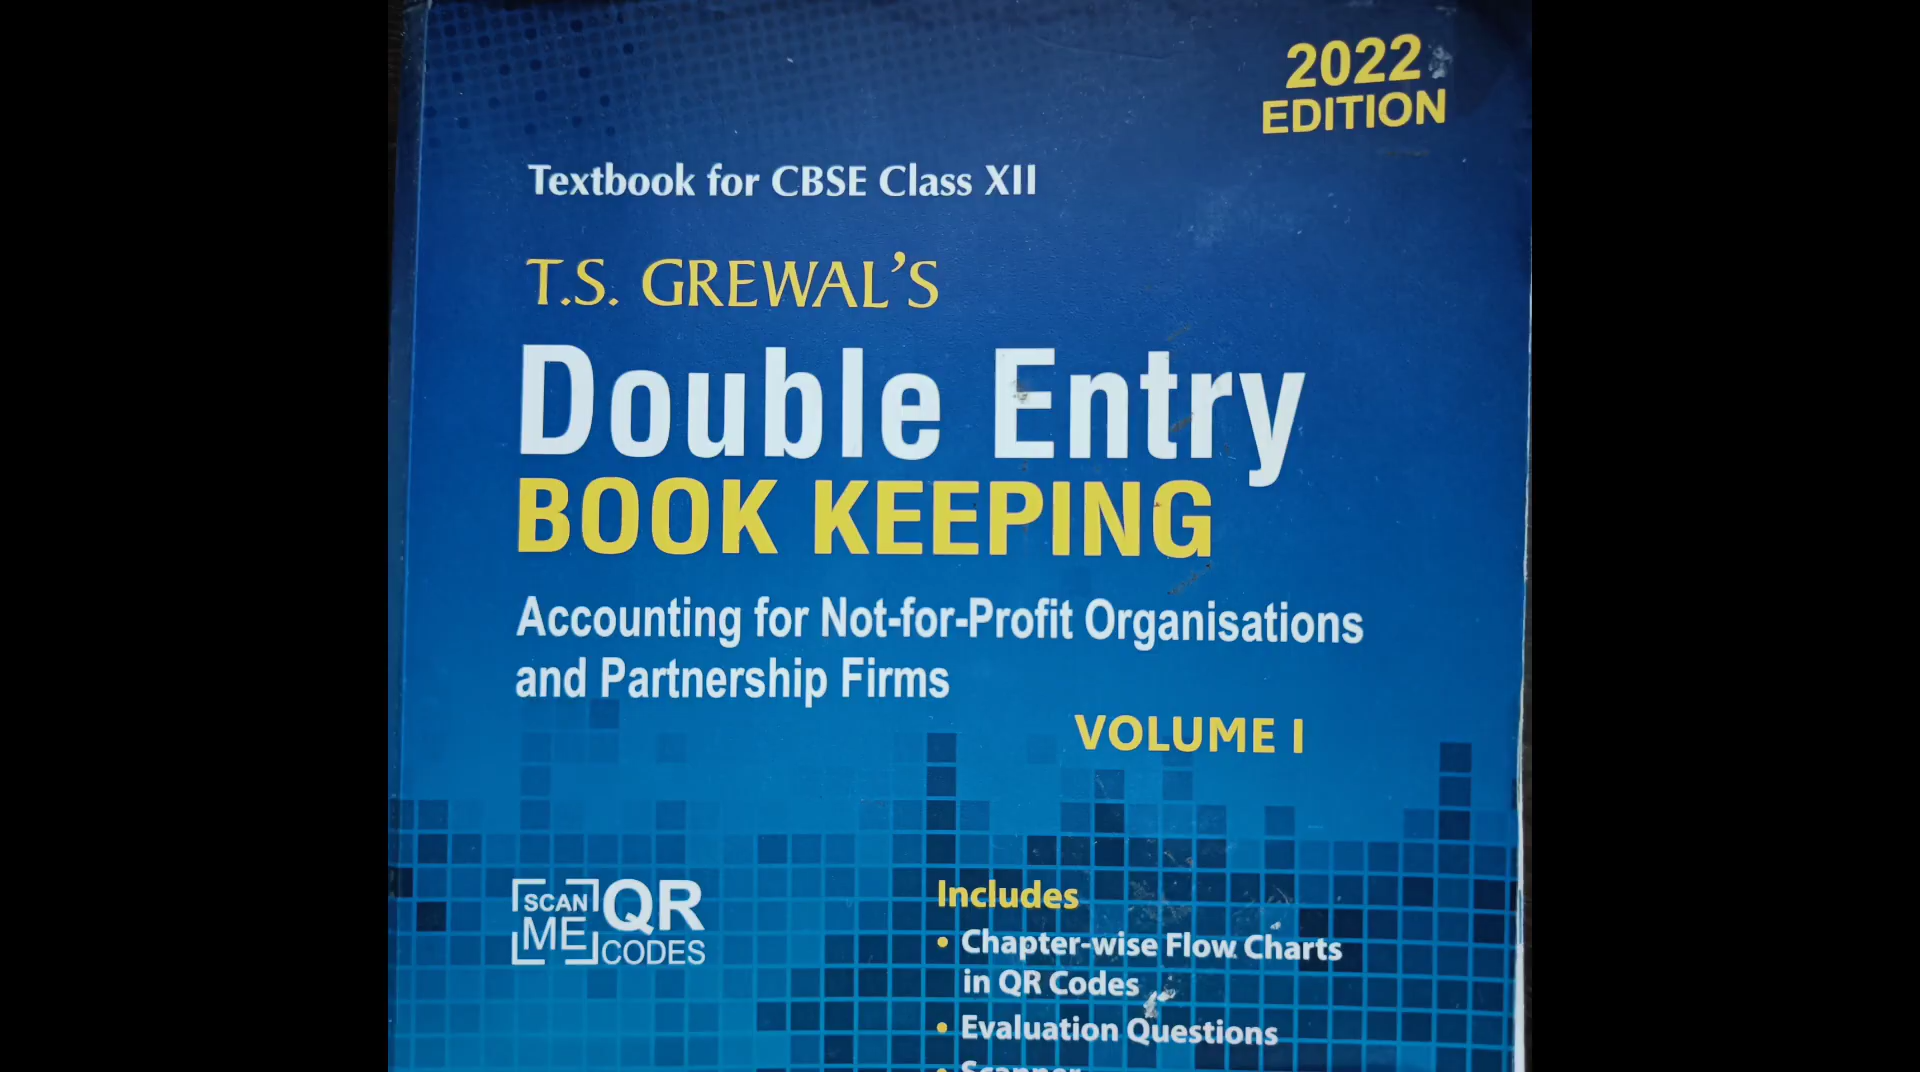 2022
EDITION
Textbook for CBSE Class XII
T.S. GREWAL'S
Double Entry
BOOK KEEPING
Accounting for Not-for-Profit Organisations
and Partnership Firms
VOLUME I
SCAN
ME
QR
CODES
Includes
• Chapter-wise Flow Charts
in QR Codes
• Evaluation Questions
• Scanner